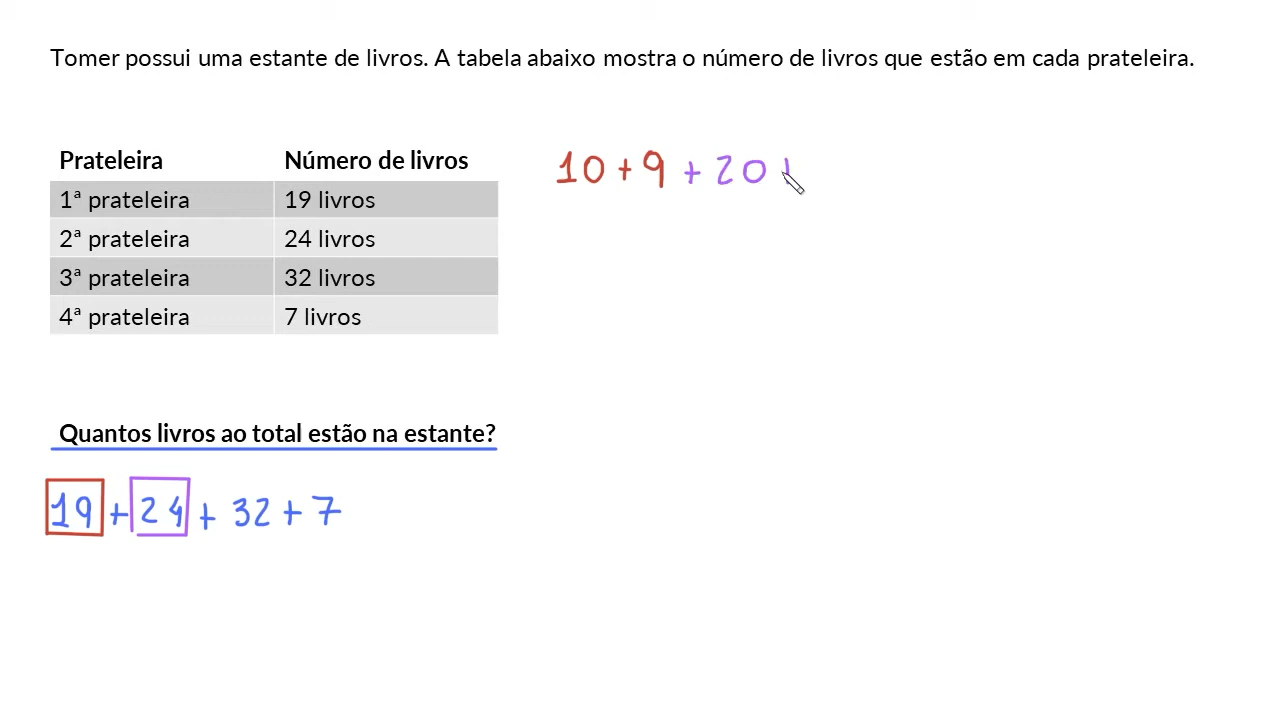 Tomer possui uma estante de livros. A tabela abaixo mostra o número de livros que estão em cada prateleira.
Prateleira Número de livros
1ª prateleira 19 livros
2ª prateleira 24 livros
3ª prateleira 32 livros
4ª prateleira 7 livros
10 + 9 + 20 +
Quantos livros ao total estão na estante?
19 + 24 + 32 + 7